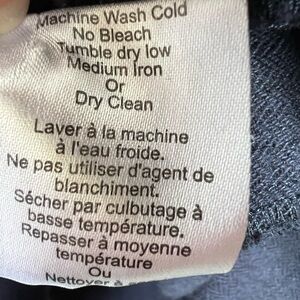 Machine Wash Cold
No Bleach
Tumble dry low
Medium Iron
Or
Dry Clean
Laver à la machine
à l'eau froide.
Ne pas utiliser d'agent de
blanchiment.
Sécher par culbutage à
basse température.
Repasser à moyenne
température
Ou
Nettoyer à